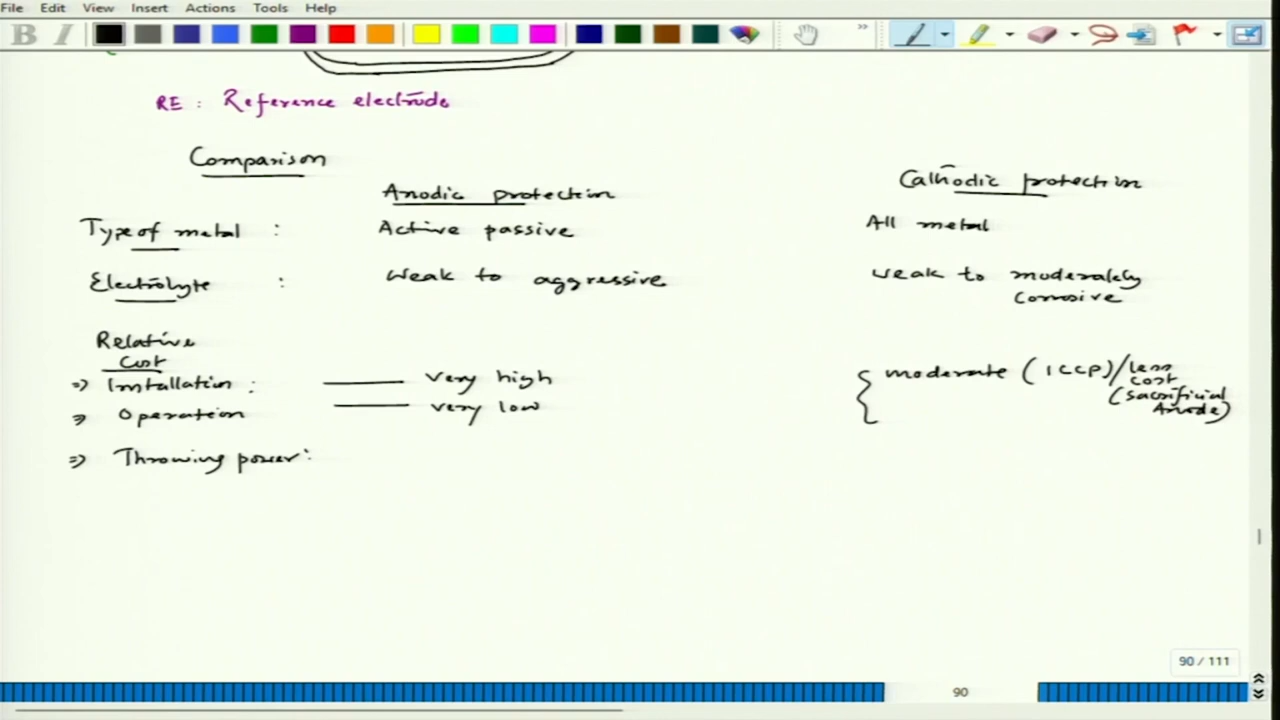 File Edit View Insert Actions Tools Help
B I
RE : Reference electrode
Comparison
Anodic protection
Cathodic protection
Type of metal : Active passive All metal
Electrolyte : Weak to aggressive weak to moderately
corrosive
Relative
Cost
⇒ Installation : very high moderate (ICCP)/less
cost
(sacrificial
Anode)
⇒ Operation very low
⇒ Throwing power :
90 / 111
90